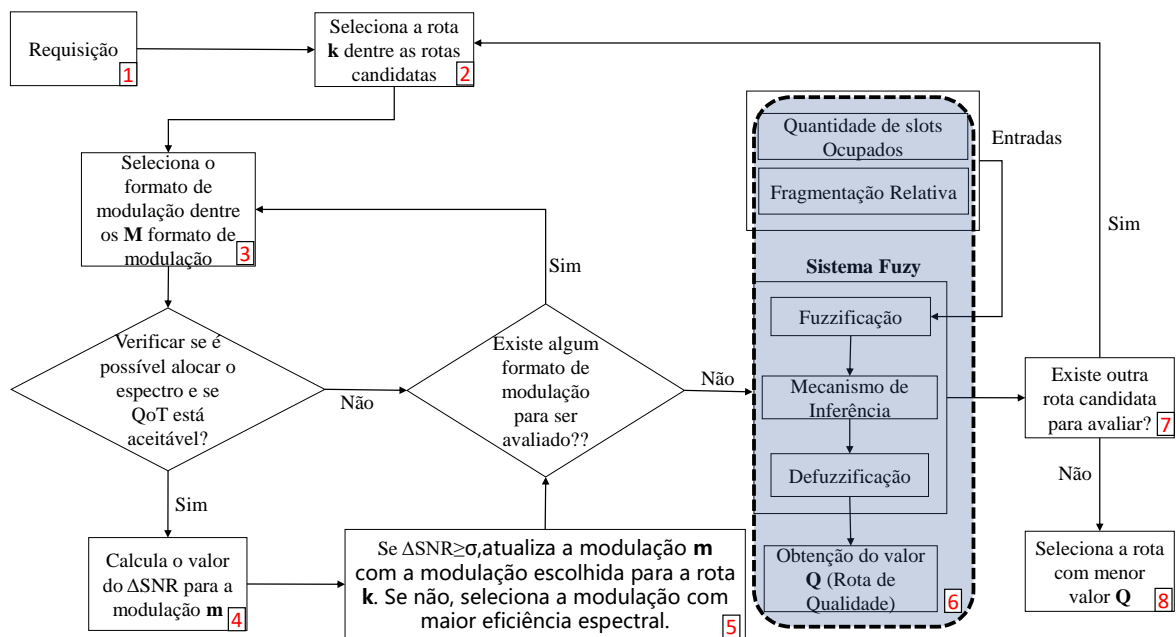 Requisição
1
Seleciona a rota
k dentre as rotas
candidatas
2
Seleciona o
formato de
modulação dentre
os M formato de
modulação
3
Verificar se é
possível alocar o
espectro e se
QoT está
aceitável?
Não
Sim
Calcula o valor
do ΔSNR para a
modulação m
4
Se ΔSNR≥σ,atualiza a modulação m
com a modulação escolhida para a rota
k. Se não, seleciona a modulação com
maior eficiência espectral.
5
Existe algum
formato de
modulação
para ser
avaliado??
Sim
Não
Quantidade de slots
Ocupados
Fragmentação Relativa
Entradas
Sistema Fuzy
Fuzzificação
Mecanismo de
Inferência
Defuzzificação
Obtenção do valor
Q (Rota de
Qualidade)
6
Existe outra
rota candidata
para avaliar?
7
Sim
Não
Seleciona a rota
com menor
valor Q
8